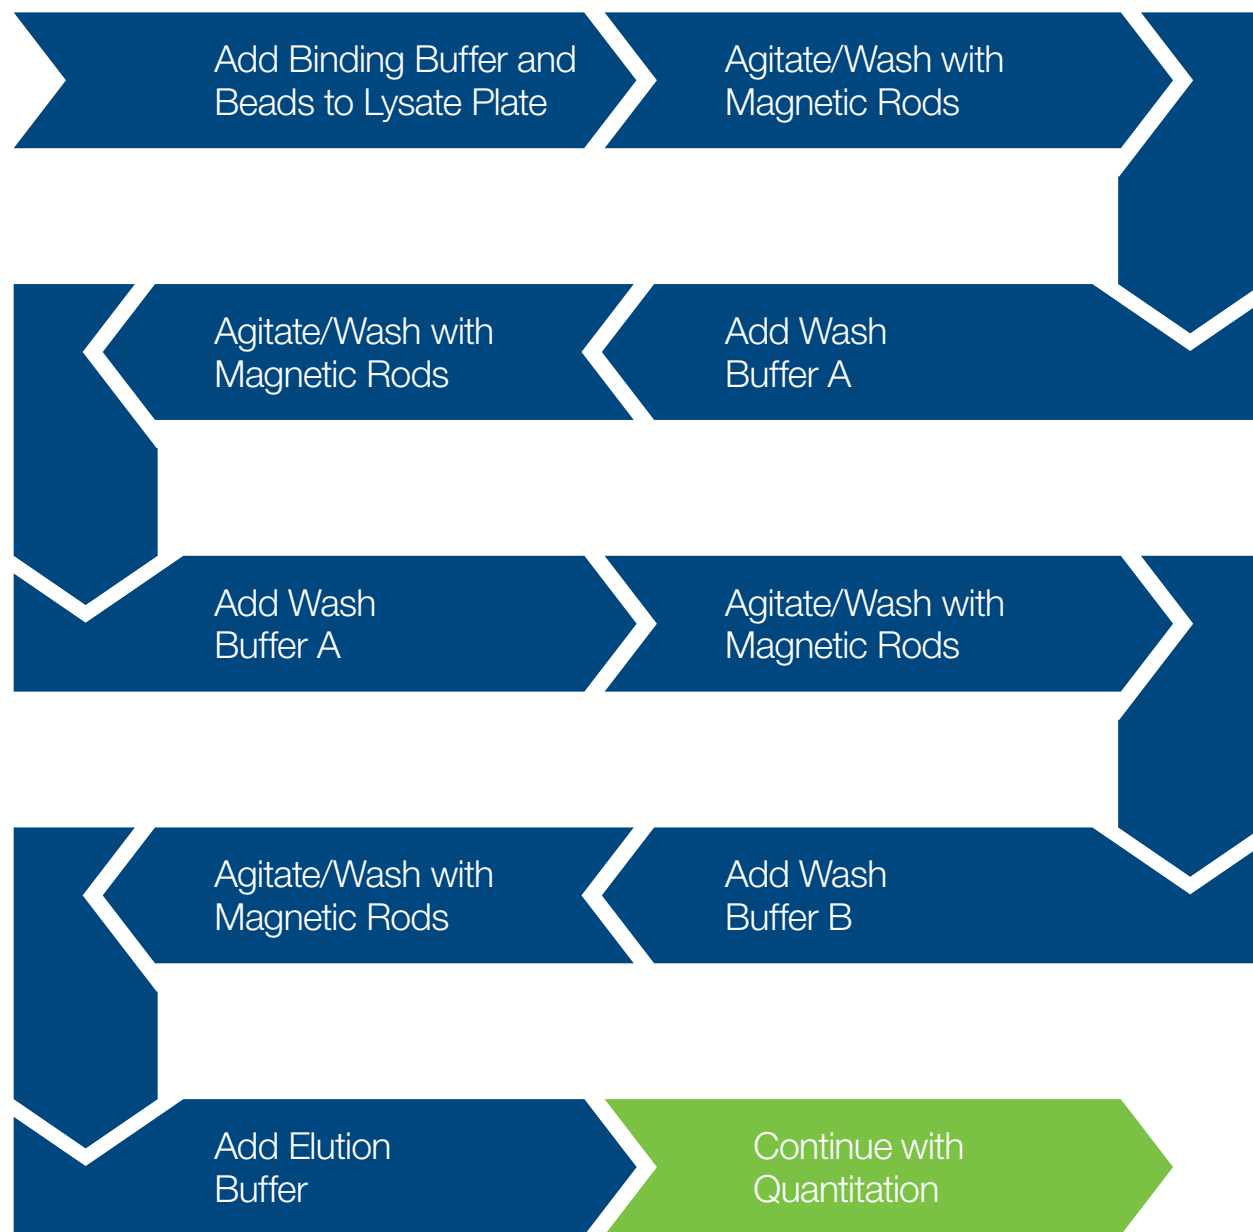 Add Binding Buffer and
Beads to Lysate Plate
Agitate/Wash with
Magnetic Rods
Add Wash
Buffer A
Agitate/Wash with
Magnetic Rods
Add Wash
Buffer A
Agitate/Wash with
Magnetic Rods
Add Wash
Buffer B
Agitate/Wash with
Magnetic Rods
Add Elution
Buffer
Continue with
Quantitation